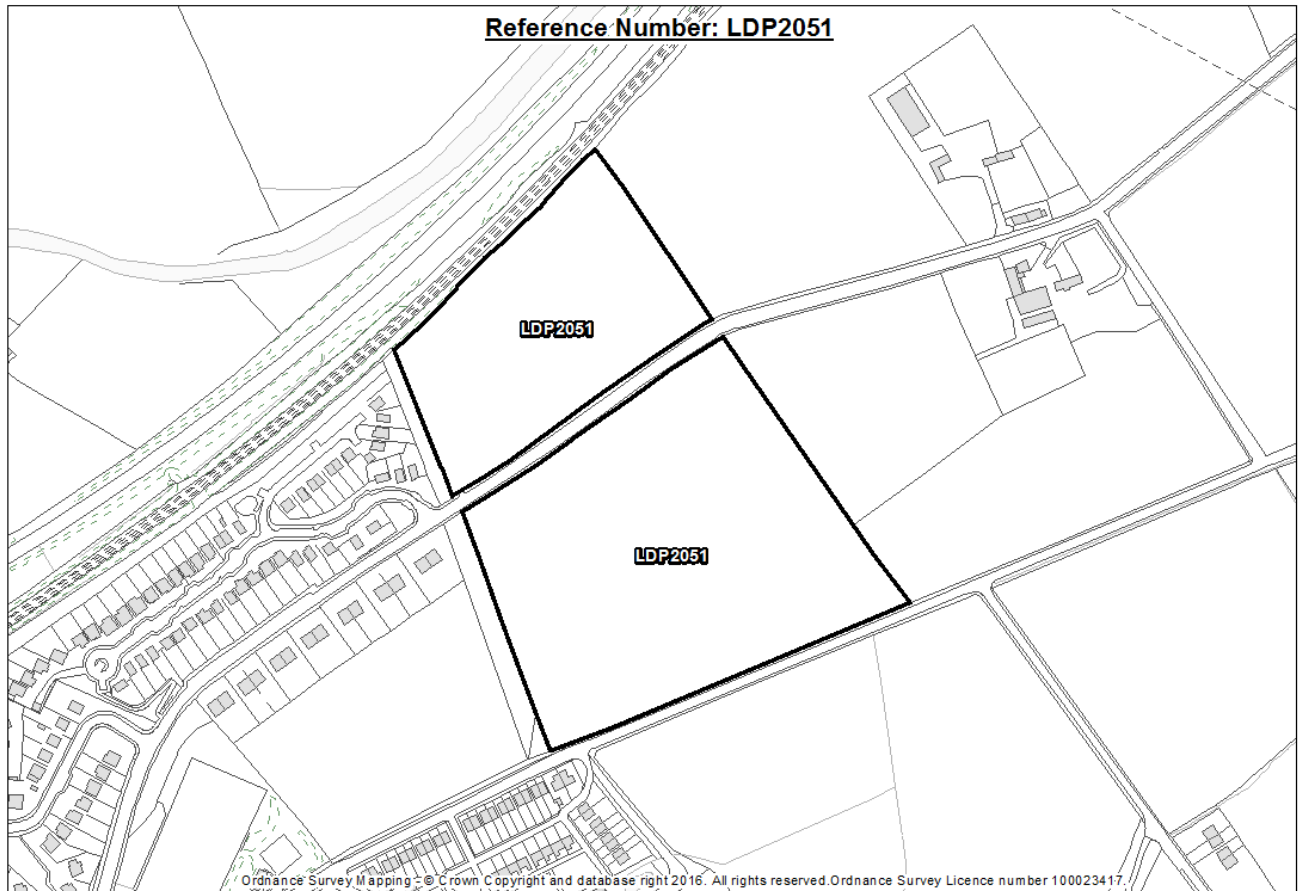 Reference Number: LDP2051
LDP2051
LDP2051
Ordnance Survey Mapping - © Crown Copyright and database right 2016. All rights reserved.Ordnance Survey Licence number 100023417.